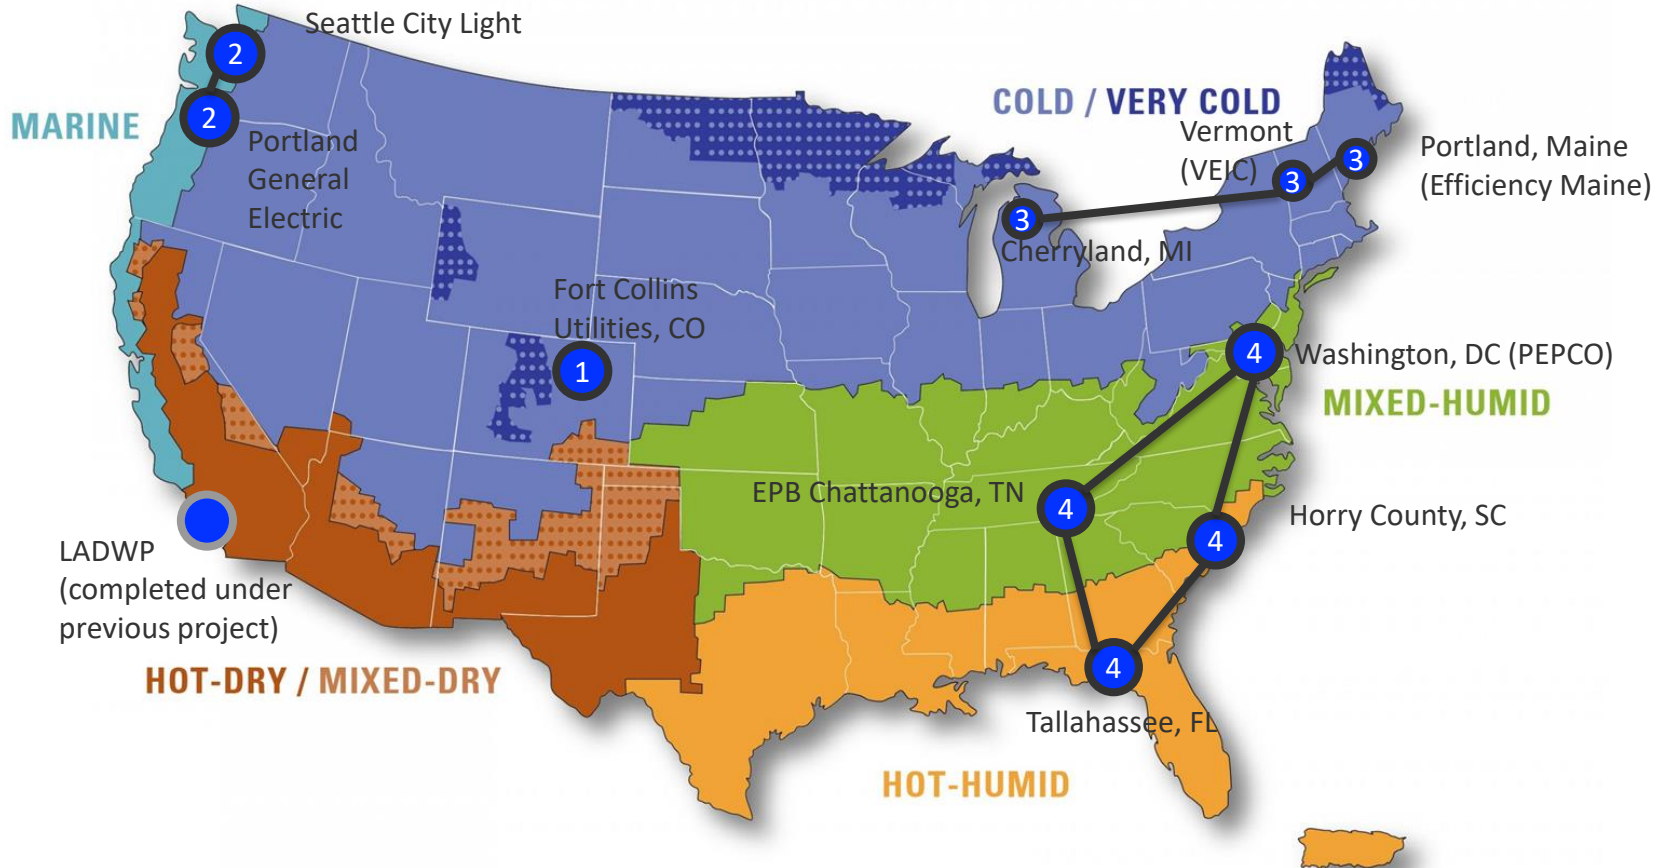 Seattle City Light
2
2
MARINE
Portland
General
Electric
COLD / VERY COLD
Vermont
(VEIC)
3
3
Portland, Maine
(Efficiency Maine)
3
Cherryland, MI
Fort Collins
Utilities, CO
1
4
Washington, DC (PEPCO)
MIXED-HUMID
EPB Chattanooga, TN
4
4
Horry County, SC
LADWP
(completed under
previous project)
HOT-DRY / MIXED-DRY
4
Tallahassee, FL
HOT-HUMID